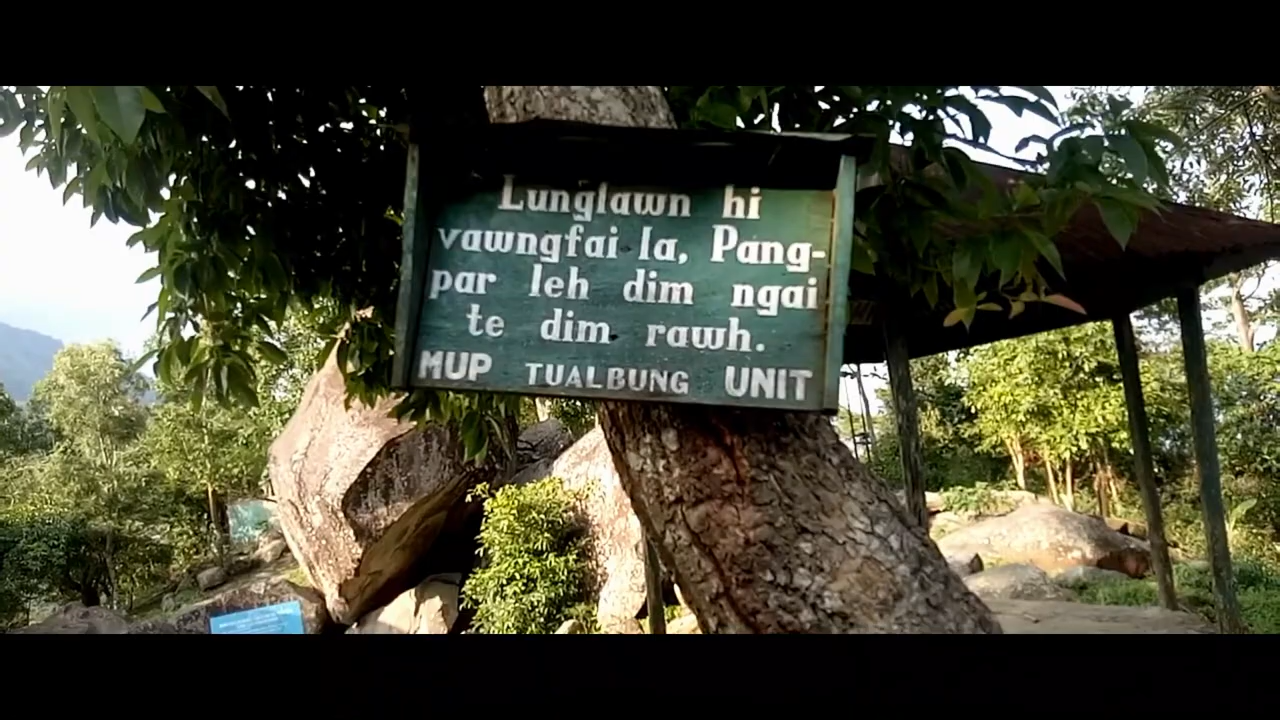 Lunglawn hi
vawngfai la, Pang-
par leh dim ngai
te dim rawh.
MUP TUALBUNG UNIT